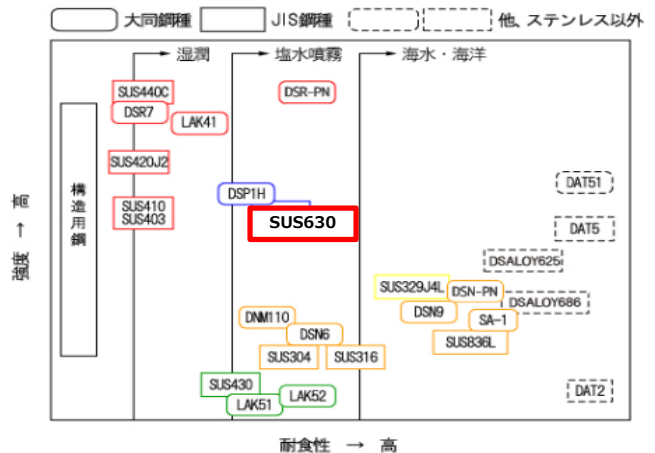 大同鋼種 JIS鋼種 他、ステンレス以外
→ 湿潤 → 塩水噴霧 → 海水・海洋
SUS440C
DSR-PN
DSR7
LAK41
SUS420J2
構造用鋼
DSP1H
DAT51
SUS410
SUS403
SUS630
DAT5
DSALOY625
SUS329J4L
DSN-PN
DSALOY686
DNM110
DSN9
SA-1
DSN6
SUS836L
SUS304
SUS316
SUS430
LAK52
DAT2
LAK51
強度 → 高
耐食性 → 高